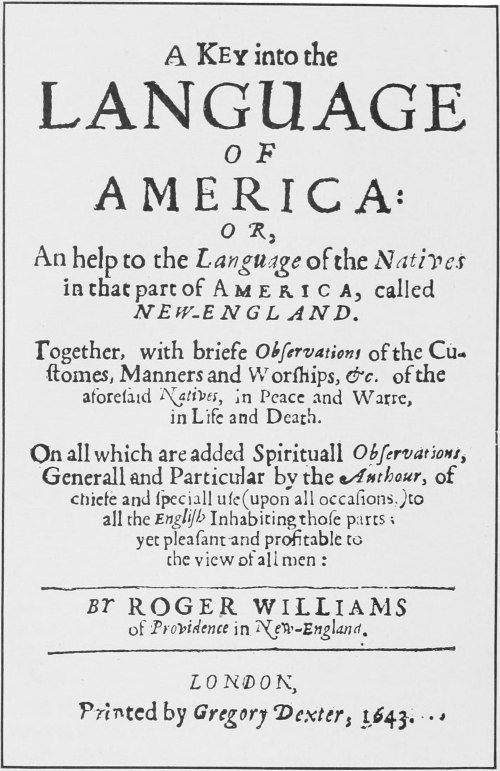 A KEY into the
LANGUAGE
OF
AMERICA:
OR,
An help to the Language of the Natives
in that part of AMERICA, called
NEW-ENGLAND.
Together, with briefe Obſervations of the Cu-
ſtomes, Manners and Worſhips, &c. of the
aforeſaid Natives, in Peace and Warre,
in Life and Death.
On all which are added Spirituall Obſervations,
Generall and Particular by the Authour, of
chiefe and ſpeciall uſe (upon all occaſions,) to
all the Engliſh Inhabiting thoſe parts;
yet pleaſant and profitable to
the view of all men:
BY ROGER WILLIAMS
of Providence in New-England.
LONDON,
Printed by Gregory Dexter, 1643.